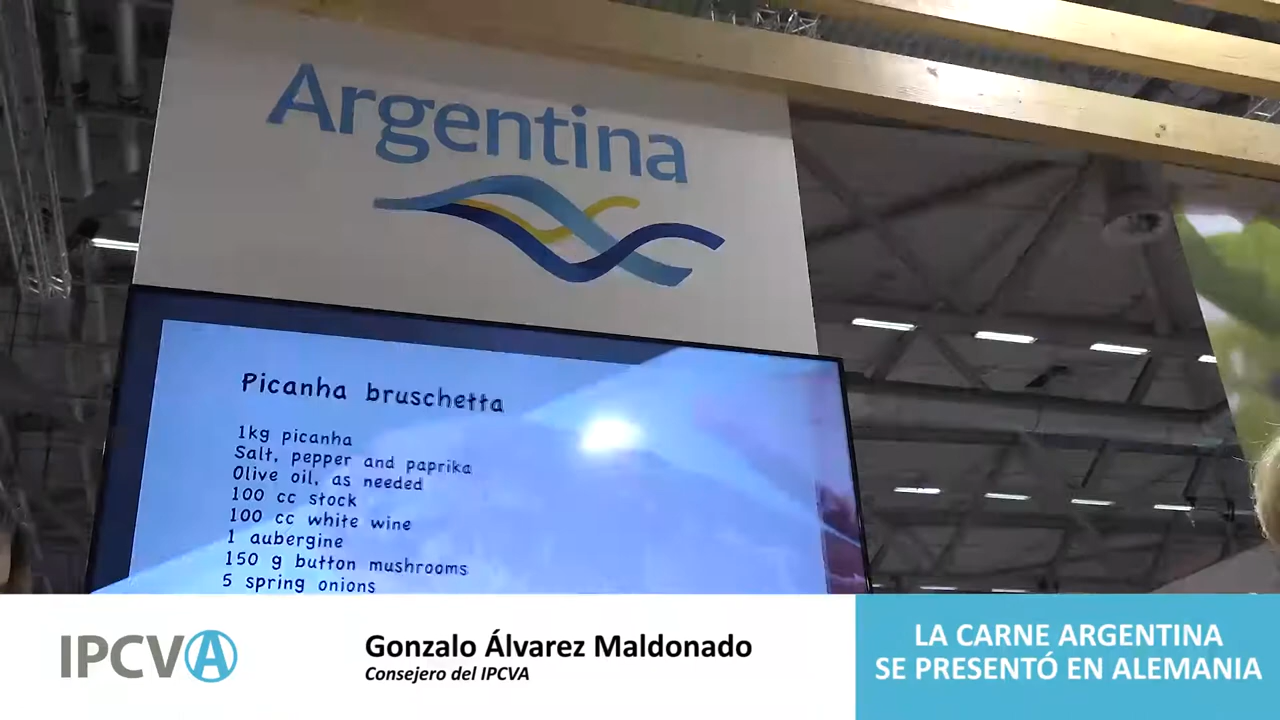 Argentina
Picanha bruschetta
1kg picanha
Salt, pepper and paprika
Olive oil, as needed
100 cc stock
100 cc white wine
1 aubergine
150 g button mushrooms
5 spring onions
IPCVA
Gonzalo Álvarez Maldonado
Consejero del IPCVA
LA CARNE ARGENTINA
SE PRESENTÓ EN ALEMANIA